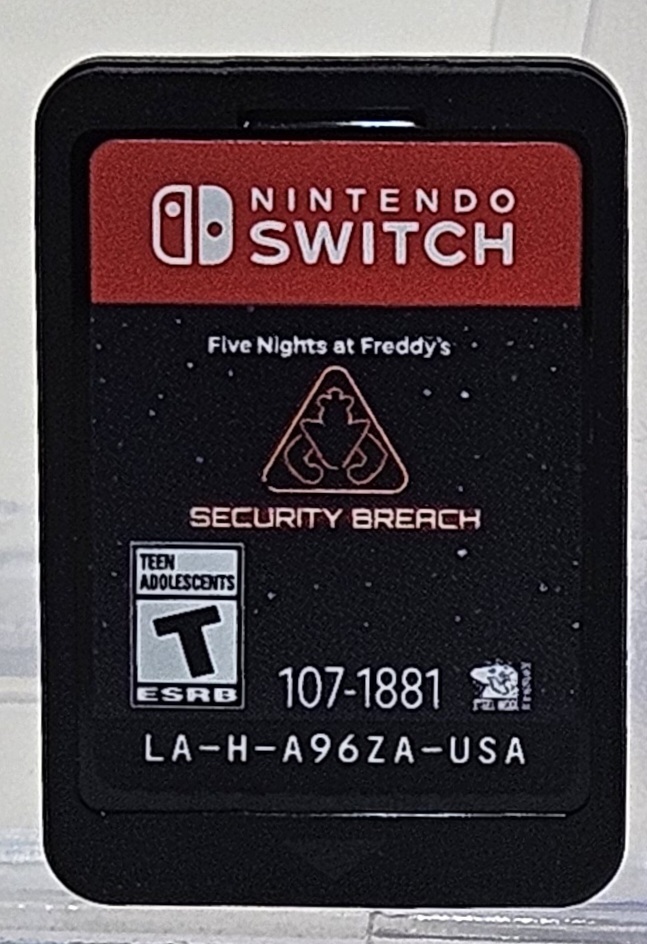 NINTENDO
SWITCH
Five Nights at Freddy's
SECURITY BREACH
TEEN
ADOLESCENTS
T
ESRB
107-1881
LA-H-A96ZA-USA